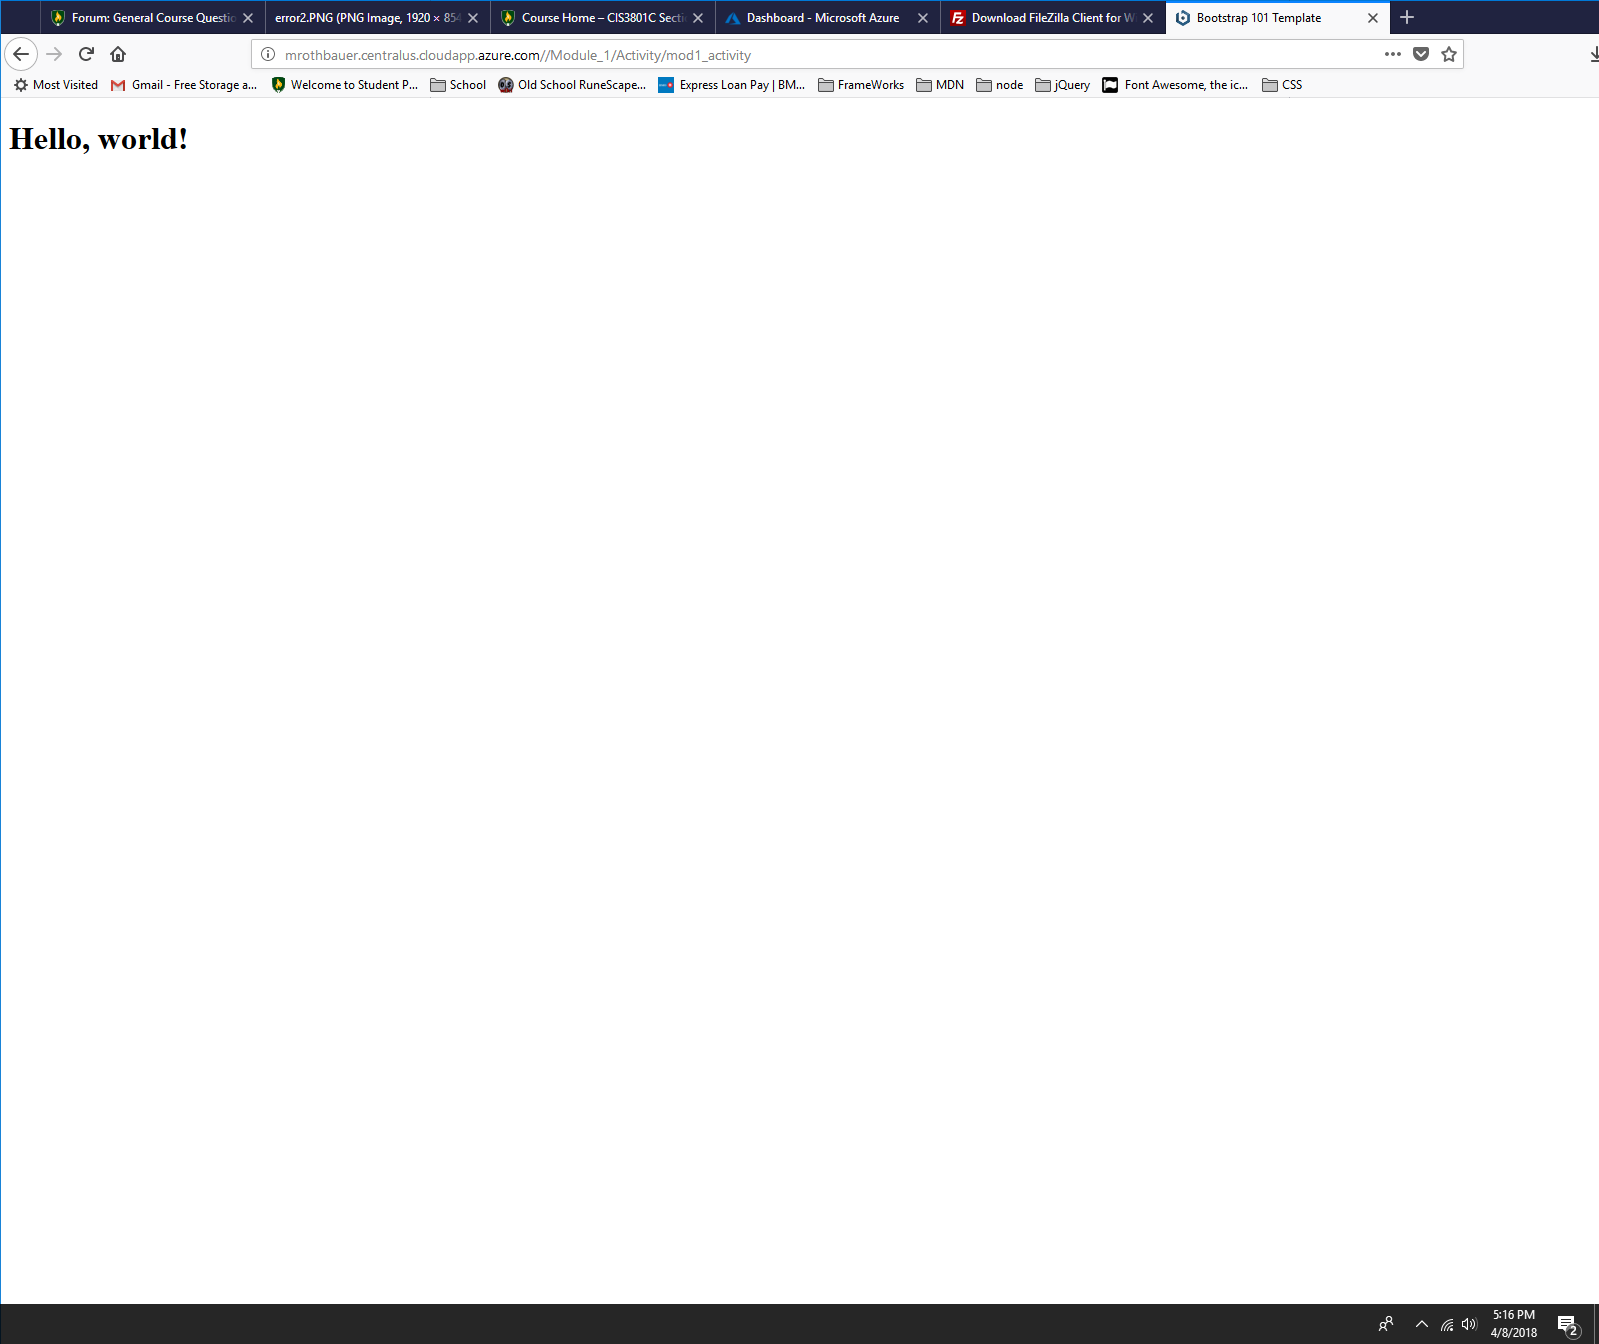 Forum: General Course Questio
error2.PNG (PNG Image, 1920 × 854
Course Home – CIS3801C Secti
Dashboard - Microsoft Azure
Fz Download FileZilla Client for W
Bootstrap 101 Template
mrothbauer.centralus.cloudapp.azure.com//Module_1/Activity/mod1_activity
Most Visited
Gmail - Free Storage a...
Welcome to Student P...
School
Old School RuneScape...
Express Loan Pay | BM...
FrameWorks
MDN
node
jQuery
Font Awesome, the ic...
CSS
Hello, world!
5:16 PM
4/8/2018
2